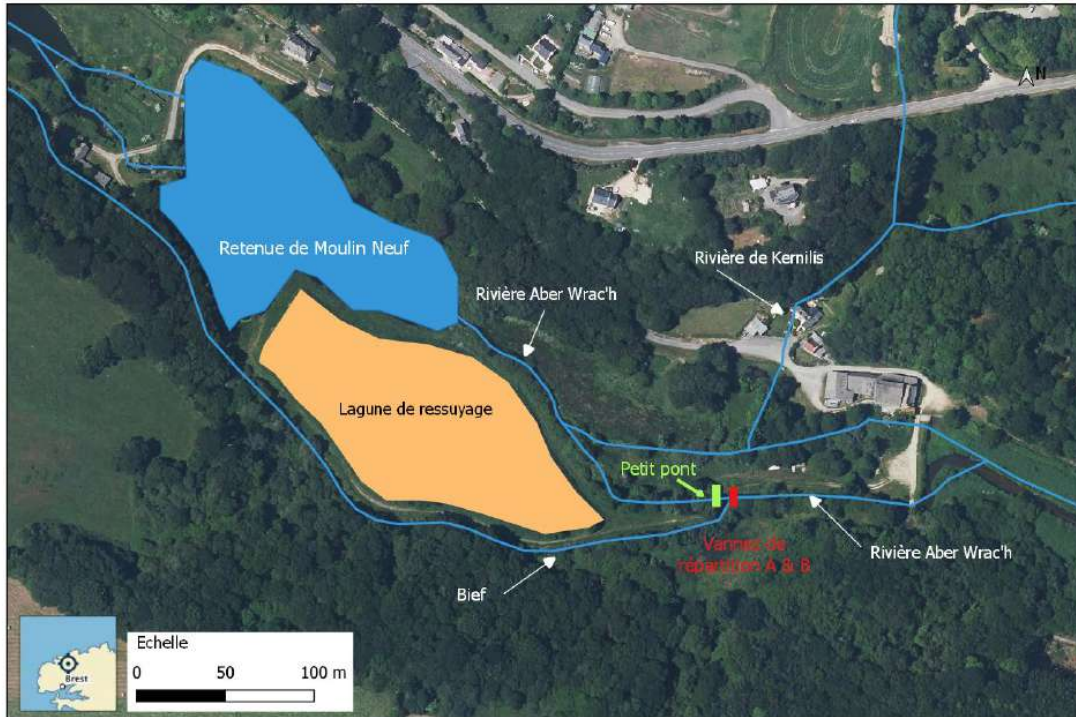 N
Retenue de Moulin Neuf
Rivière de Kernilis
Rivière Aber Wrac'h
Lagune de ressuyage
Petit pont
Vannes de
répartition A & B
Rivière Aber Wrac'h
Bief
Echelle
0 50 100 m
Brest